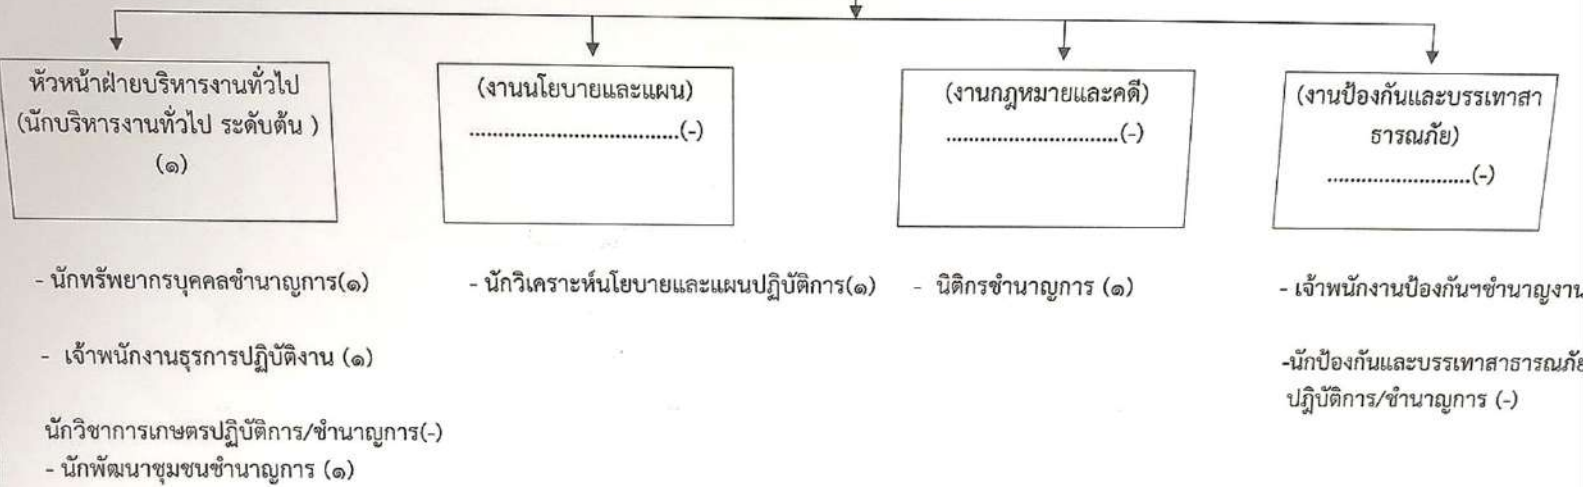 หัวหน้าฝ่ายบริหารงานทั่วไป
(นักบริหารงานทั่วไป ระดับต้น )
(๑)
(งานนโยบายและแผน)
....................................(-)
(งานกฎหมายและคดี)
..............................(-)
(งานป้องกันและบรรเทาสา
ธารณภัย)
.........................(-)
- นักทรัพยากรบุคคลชำนาญการ(๑)
- เจ้าพนักงานธุรการปฏิบัติงาน (๑)
นักวิชาการเกษตรปฏิบัติการ/ชำนาญการ(-)
- นักพัฒนาชุมชนชำนาญการ (๑)
- นักวิเคราะห์นโยบายและแผนปฏิบัติการ(๑)
- นิติกรชำนาญการ (๑)
- เจ้าพนักงานป้องกันฯชำนาญงาน
-นักป้องกันและบรรเทาสาธารณภัย
ปฏิบัติการ/ชำนาญการ (-)